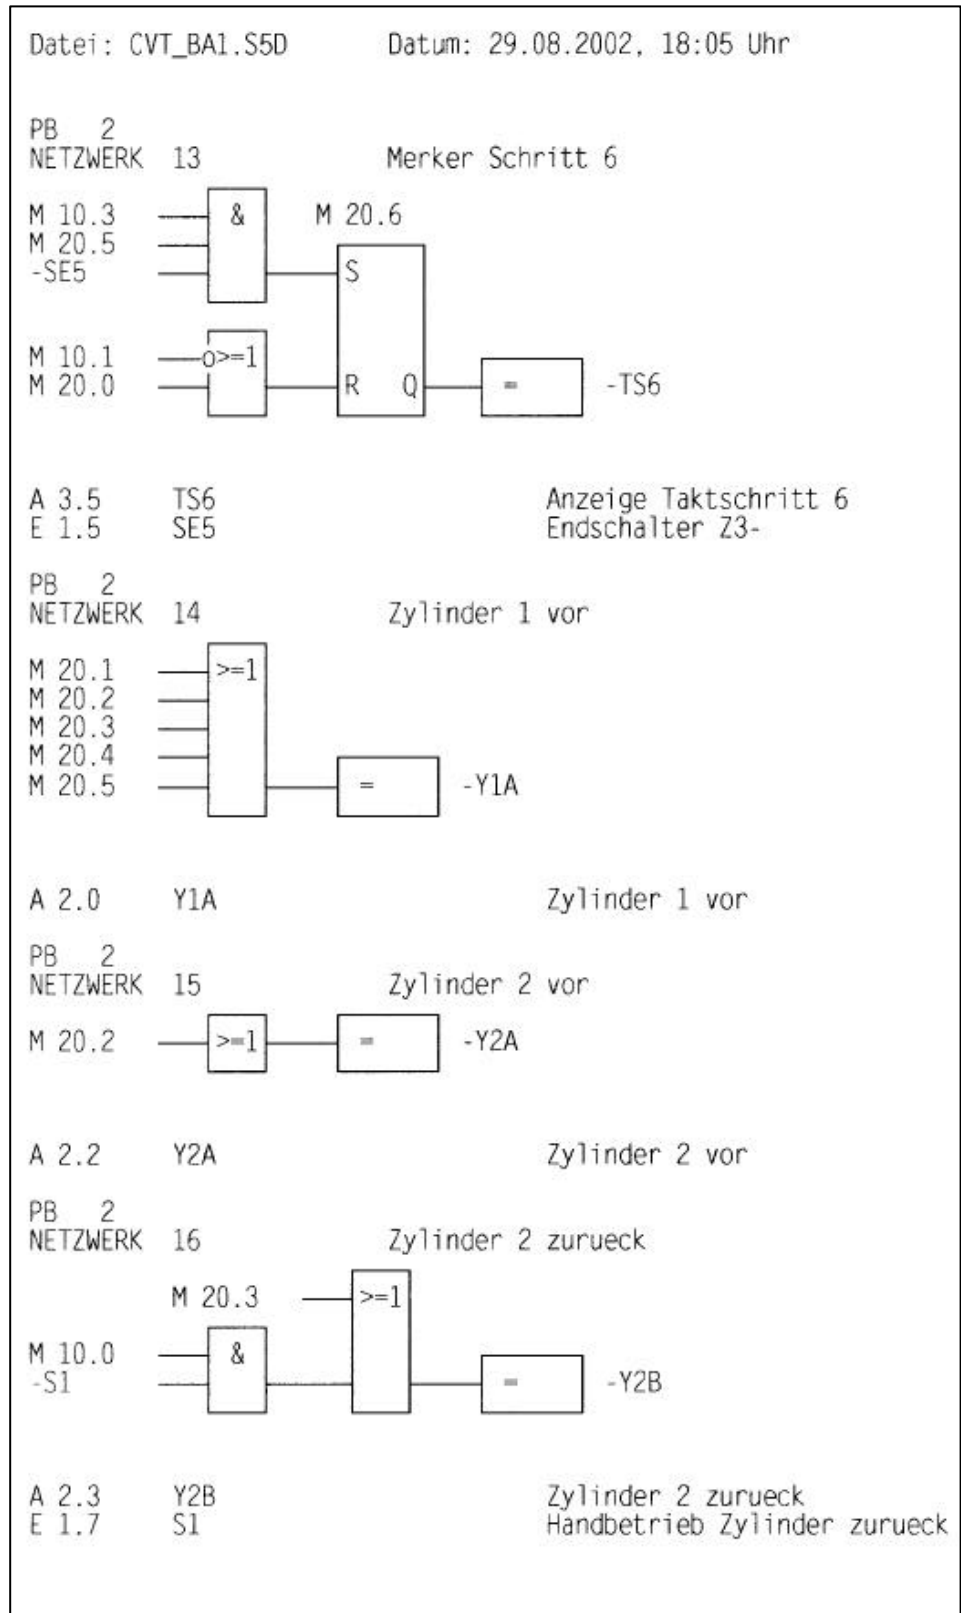 Datei: CVT_BA1.S5D Datum: 29.08.2002, 18:05 Uhr
PB 2
NETZWERK 13 Merker Schritt 6
M 10.3 & M 20.6
M 20.5
-SE5 S
M 10.1 o>=1
M 20.0 R Q = -TS6
A 3.5 TS6 Anzeige Taktschritt 6
E 1.5 SE5 Endschalter Z3-
PB 2
NETZWERK 14 Zylinder 1 vor
M 20.1 >=1
M 20.2
M 20.3
M 20.4
M 20.5 = -Y1A
A 2.0 Y1A Zylinder 1 vor
PB 2
NETZWERK 15 Zylinder 2 vor
M 20.2 >=1 = -Y2A
A 2.2 Y2A Zylinder 2 vor
PB 2
NETZWERK 16 Zylinder 2 zurueck
M 20.3 >=1
M 10.0 &
-S1 = -Y2B
A 2.3 Y2B Zylinder 2 zurueck
E 1.7 S1 Handbetrieb Zylinder zurueck